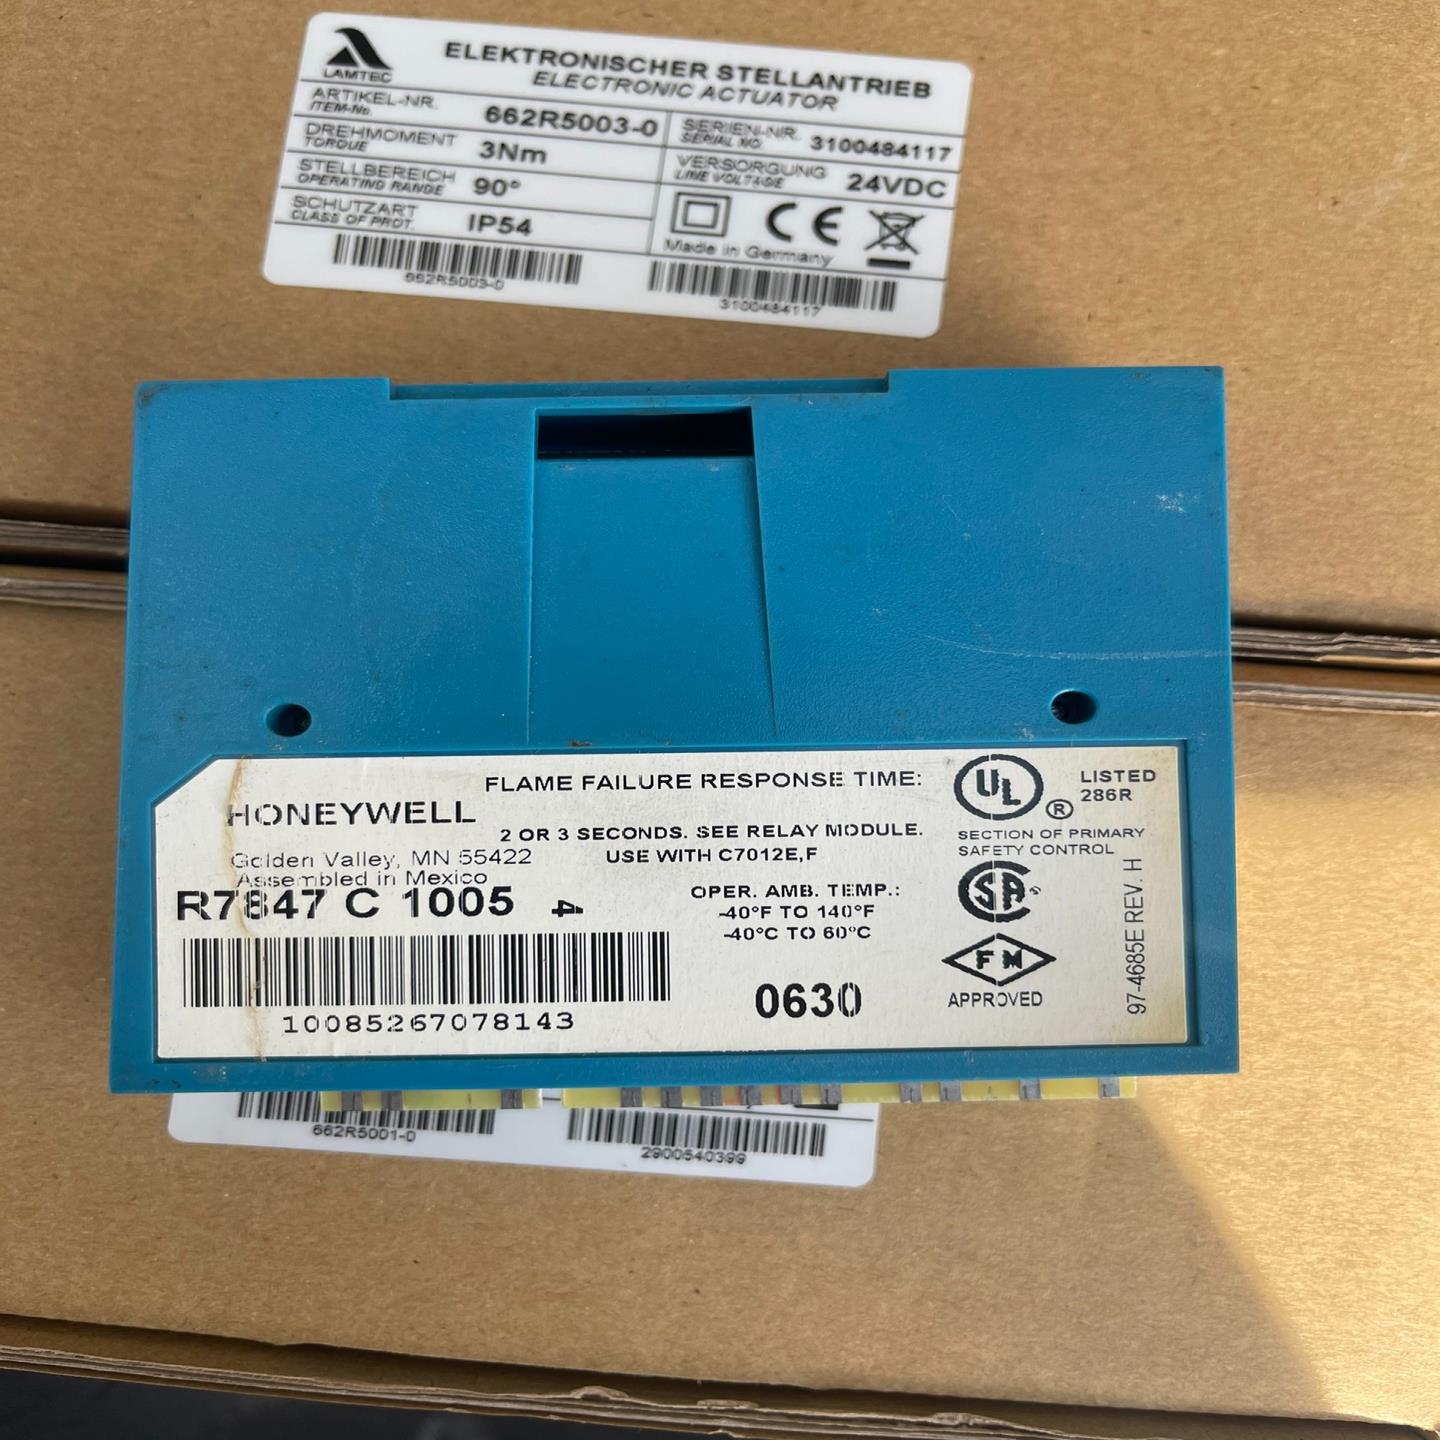 LAMTEC
ELEKTRONISCHER STELLANTRIEB
ELECTRONIC ACTUATOR
ARTIKEL-NR.
ITEM-No.
662R5003-0
SERIEN-NR.
SERIAL NO.
3100484117
DREHMOMENT
TORQUE
3Nm
VERSORGUNG
LINE VOLTAGE
24VDC
STELLBEREICH
OPERATING RANGE
90°
SCHUTZART
CLASS OF PROT.
IP54
CE
Made in Germany
662R5003-0
3100484117
FLAME FAILURE RESPONSE TIME:
HONEYWELL
2 OR 3 SECONDS. SEE RELAY MODULE.
Golden Valley, MN 55422
USE WITH C7012E,F
Assembled in Mexico
R7847 C 1005 4
OPER. AMB. TEMP.:
-40°F TO 140°F
-40°C TO 60°C
10085267078143
0630
UL ®
LISTED
286R
SECTION OF PRIMARY
SAFETY CONTROL
SA
FM
APPROVED
97-4685E REV. H
662R5001-0
2900540399